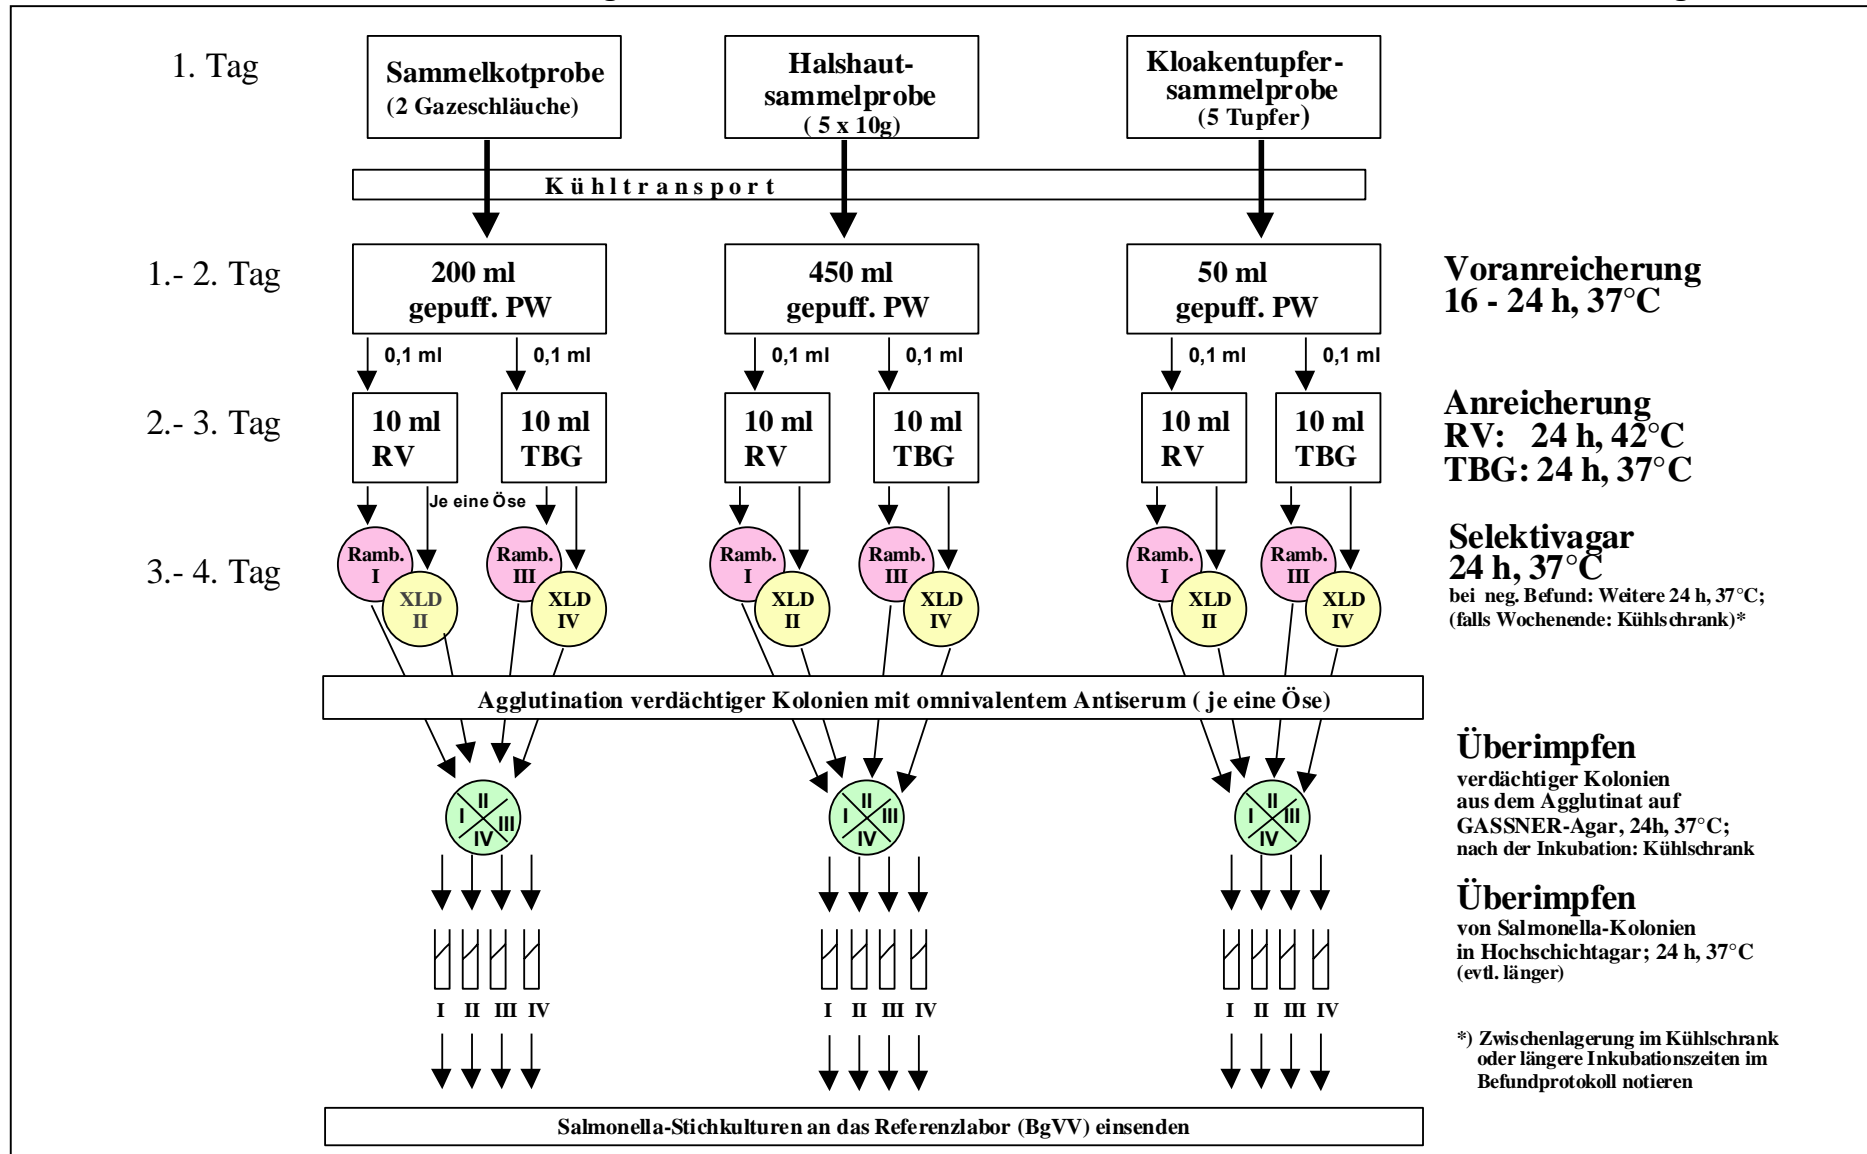 1. Tag
Sammelkotprobe
(2 Gazeschläuche)
Halshaut-
sammelprobe
( 5 x 10g)
Kloakentupfer-
sammelprobe
(5 Tupfer)
Kühltransport
1.- 2. Tag
200 ml
gepuff. PW
450 ml
gepuff. PW
50 ml
gepuff. PW
Voranreicherung
16 - 24 h, 37°C
0,1 ml
0,1 ml
0,1 ml
0,1 ml
0,1 ml
0,1 ml
2.- 3. Tag
10 ml
RV
10 ml
TBG
10 ml
RV
10 ml
TBG
10 ml
RV
10 ml
TBG
Anreicherung
RV: 24 h, 42°C
TBG: 24 h, 37°C
Je eine Öse
3.- 4. Tag
Ramb.
I
XLD
II
Ramb.
III
XLD
IV
Ramb.
I
XLD
II
Ramb.
III
XLD
IV
Ramb.
I
XLD
II
Ramb.
III
XLD
IV
Selektivagar
24 h, 37°C
bei neg. Befund: Weitere 24 h, 37°C;
(falls Wochenende: Kühlschrank)*
Agglutination verdächtiger Kolonien mit omnivalentem Antiserum ( je eine Öse)
II
I III
IV
II
I III
IV
II
I III
IV
Überimpfen
verdächtiger Kolonien
aus dem Agglutinat auf
GASSNER-Agar, 24h, 37°C;
nach der Inkubation: Kühlschrank
Überimpfen
von Salmonella-Kolonien
in Hochschichtagar; 24 h, 37°C
(evtl. länger)
I II III IV
I II III IV
I II III IV
*) Zwischenlagerung im Kühlschrank
oder längere Inkubationszeiten im
Befundprotokoll notieren
Salmonella-Stichkulturen an das Referenzlabor (BgVV) einsenden